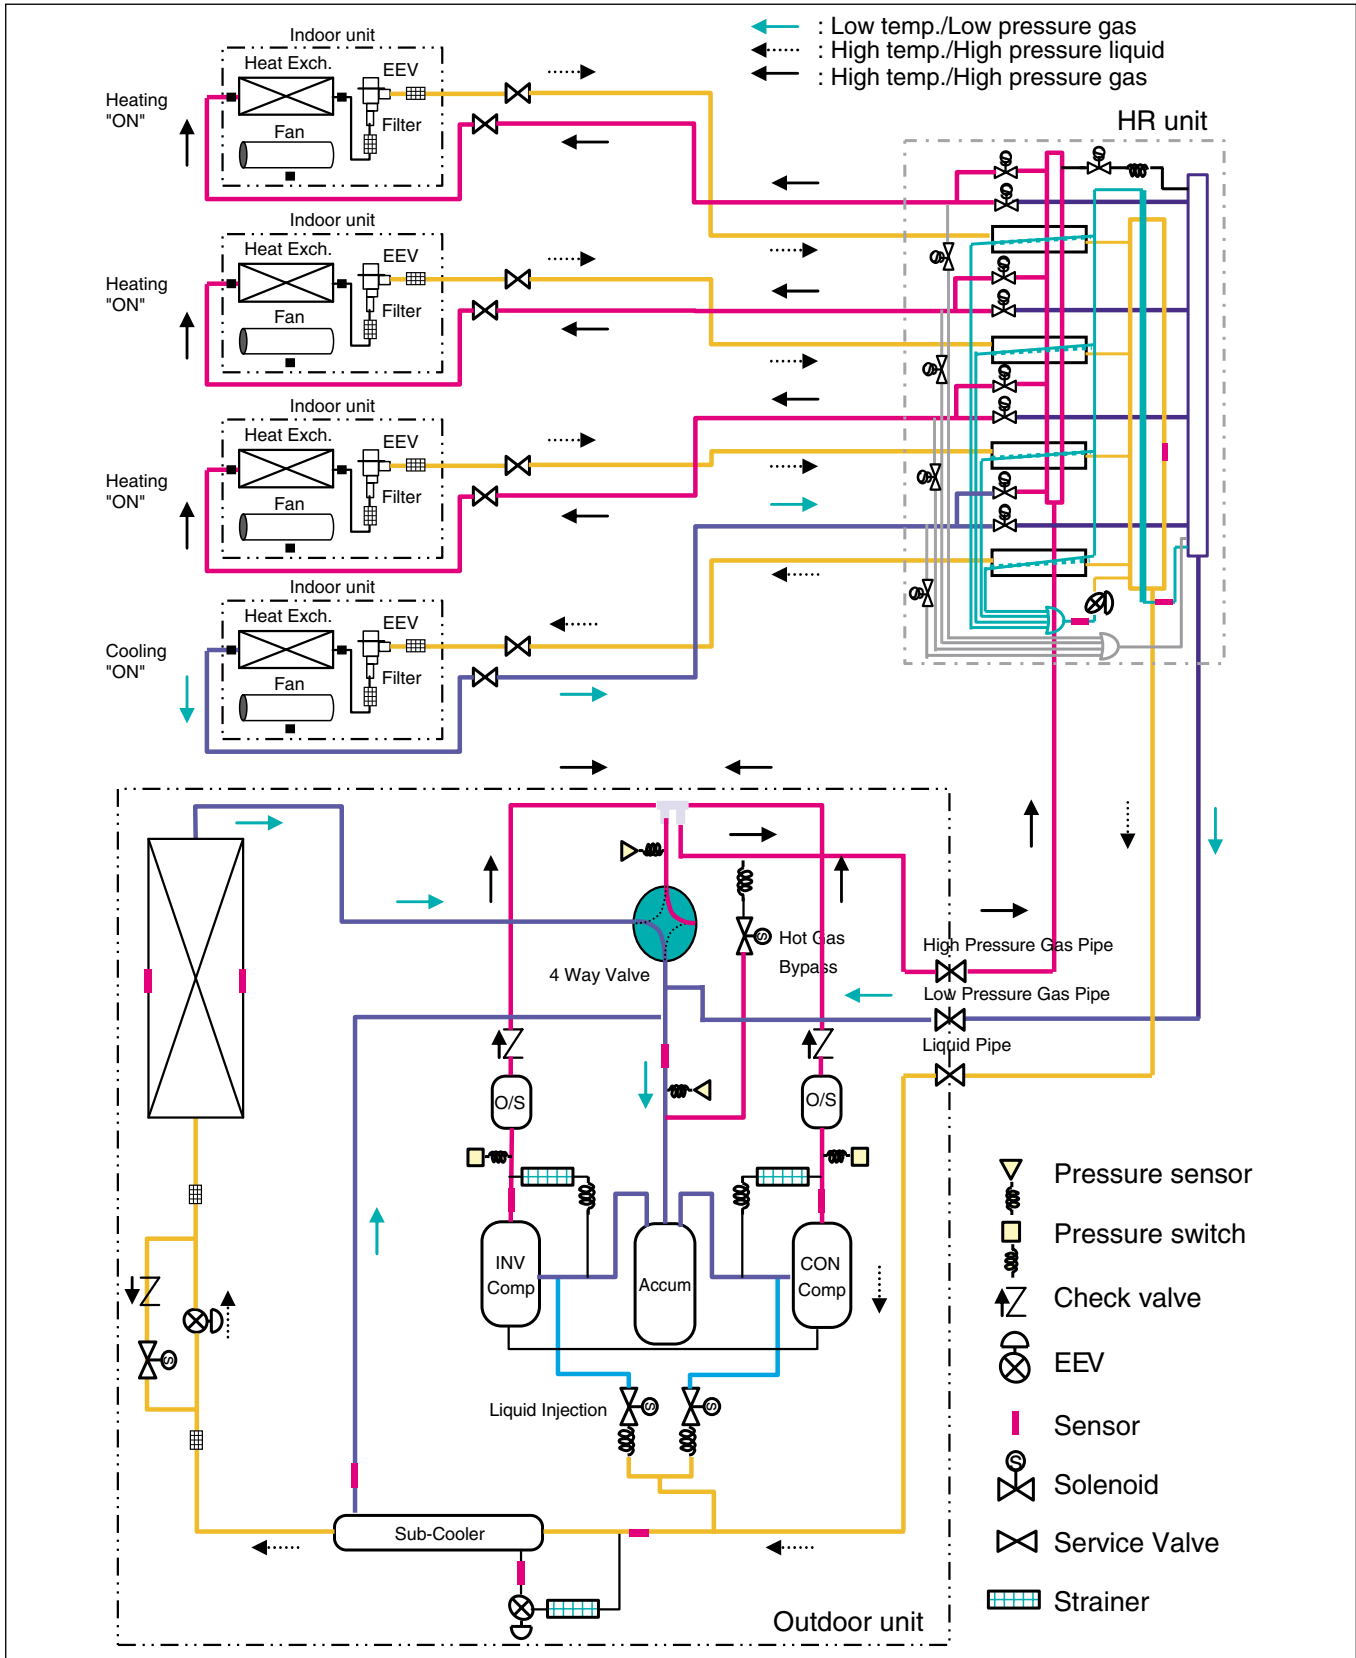 : Low temp./Low pressure gas
: High temp./High pressure liquid
: High temp./High pressure gas
HR unit
Indoor unit
Heat Exch.
EEV
Heating
"ON"
Fan
Filter
Indoor unit
Heat Exch.
EEV
Heating
"ON"
Fan
Filter
Indoor unit
Heat Exch.
EEV
Heating
"ON"
Fan
Filter
Indoor unit
Heat Exch.
EEV
Cooling
"ON"
Fan
Filter
4 Way Valve
Hot Gas
Bypass
High Pressure Gas Pipe
Low Pressure Gas Pipe
Liquid Pipe
O/S
O/S
INV
Comp
Accum
CON
Comp
S
S
S
S
Liquid Injection
Sub-Cooler
Outdoor unit
Pressure sensor
Pressure switch
Check valve
EEV
Sensor
S
Solenoid
Service Valve
Strainer